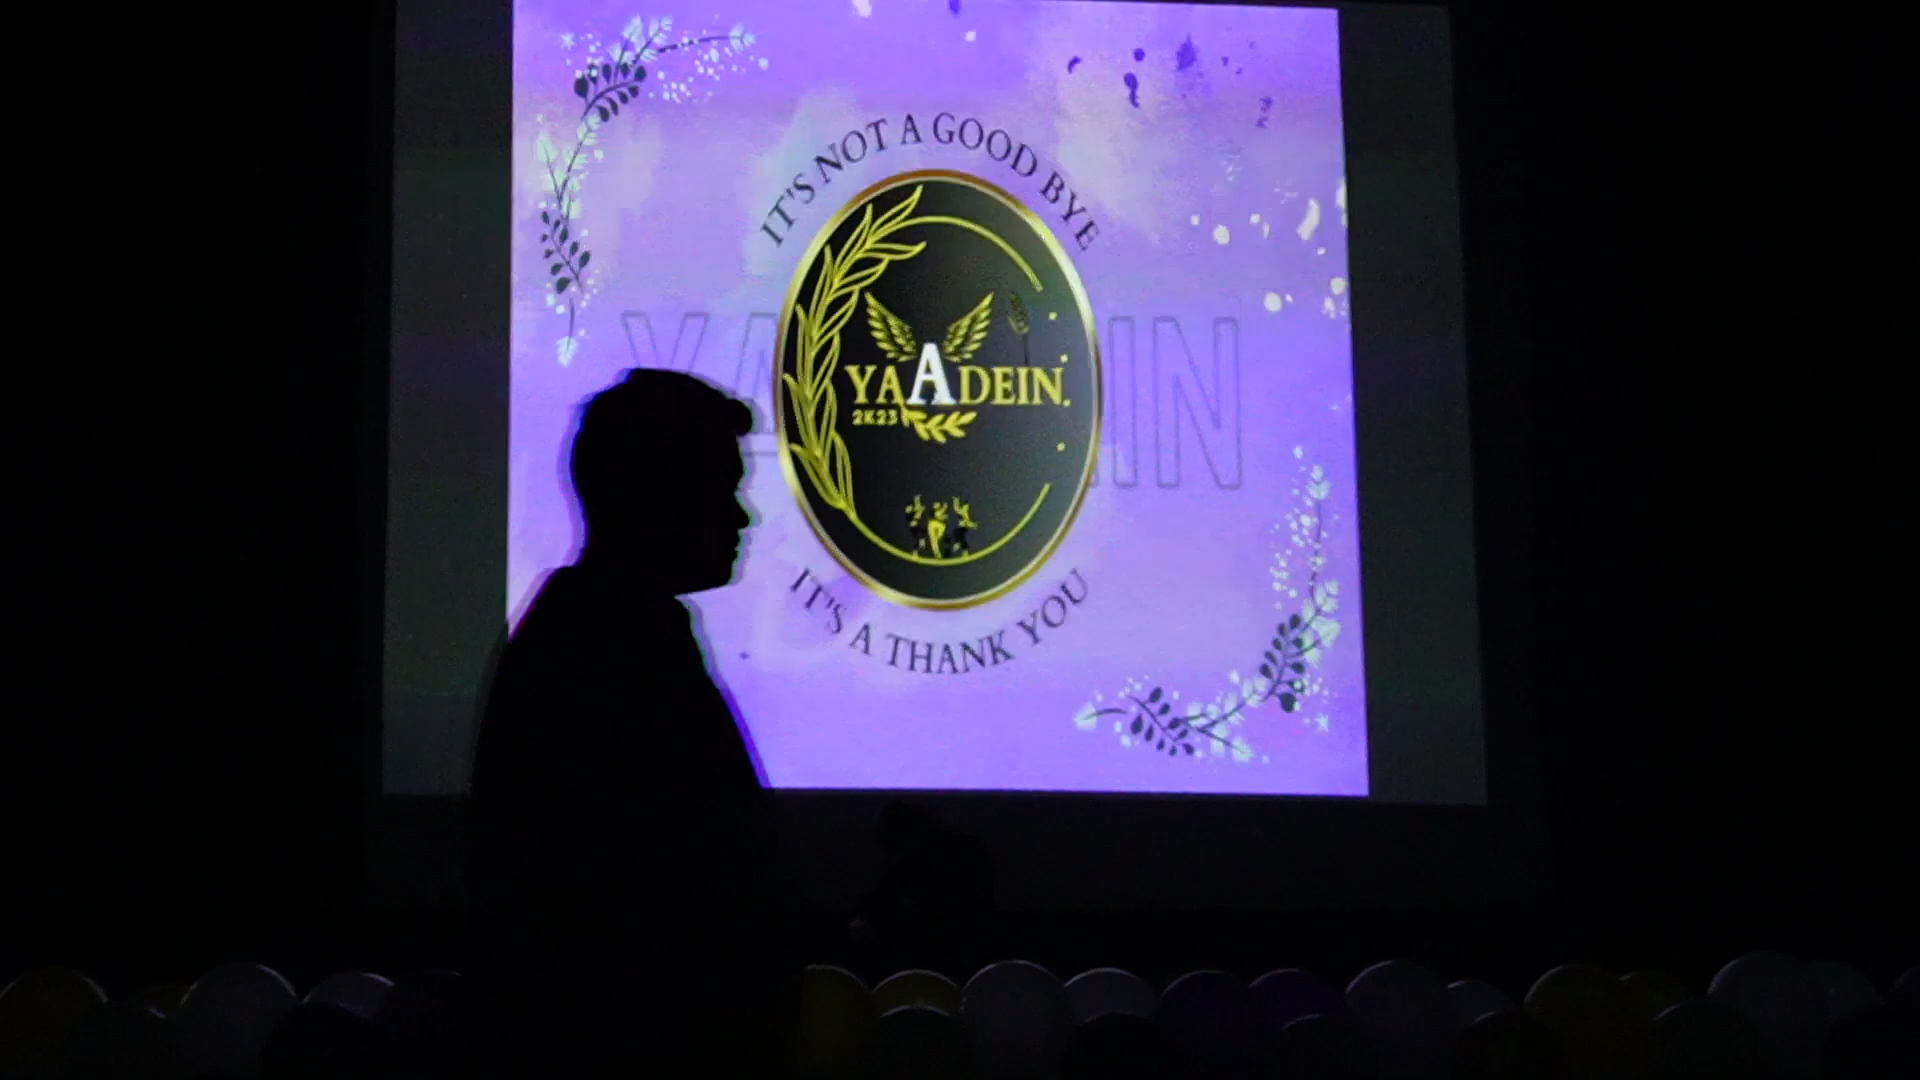 IT'S NOT A GOOD BYE
YAADEIN.
2K23
IT'S A THANK YOU